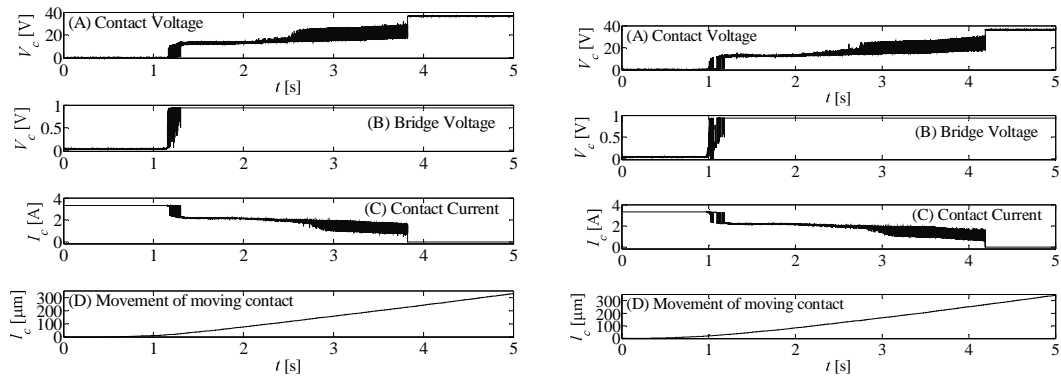 (A) Contact Voltage
V_c [V]
40
20
0
0 1 2 3 4 5
t [s]
(B) Bridge Voltage
V_c [V]
1
0.5
0
0 1 2 3 4 5
t [s]
(C) Contact Current
I_c [A]
4
2
0
0 1 2 3 4 5
t [s]
(D) Movement of moving contact
l_c [μm]
300
200
100
0
0 1 2 3 4 5
t [s]
(A) Contact Voltage
V_c [V]
40
20
0
0 1 2 3 4 5
t [s]
(B) Bridge Voltage
V_c [V]
1
0.5
0
0 1 2 3 4 5
t [s]
(C) Contact Current
I_c [A]
4
2
0
0 1 2 3 4 5
t [s]
(D) Movement of moving contact
l_c [μm]
300
200
100
0
0 1 2 3 4 5
t [s]